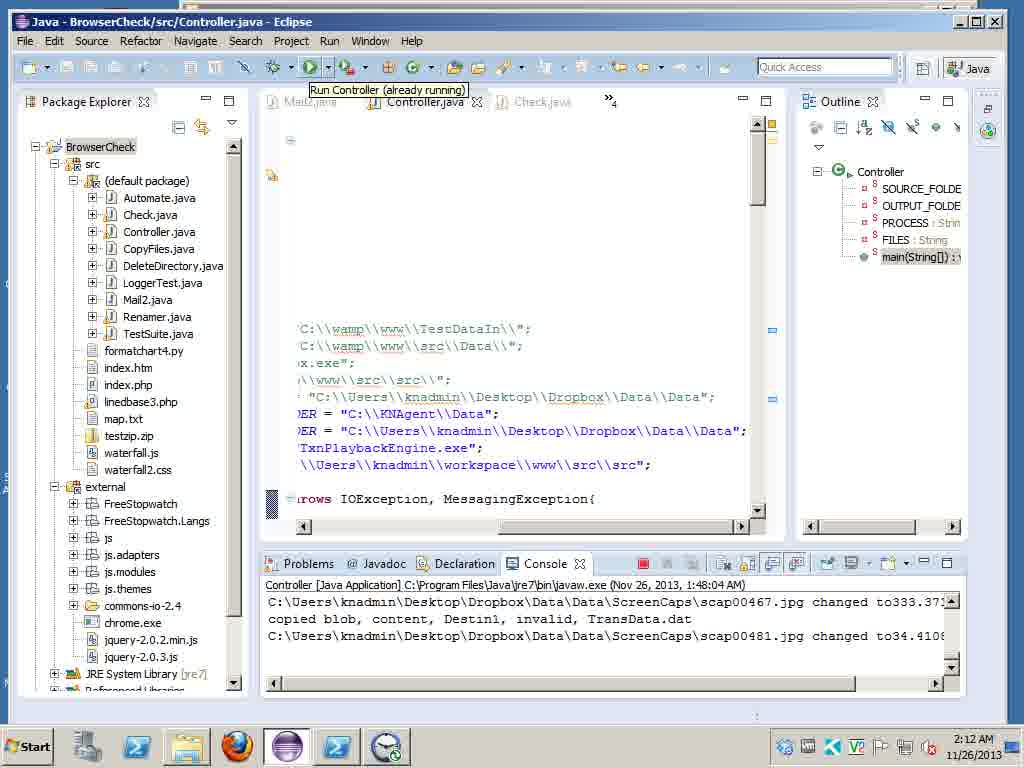 Java - BrowserCheck/src/Controller.java - Eclipse
File Edit Source Refactor Navigate Search Project Run Window Help
Quick Access
Java
Run Controller (already running)
Package Explorer
Mail2.java
Controller.java
Check.java
4
Outline
BrowserCheck
src
(default package)
Automate.java
Check.java
Controller.java
CopyFiles.java
DeleteDirectory.java
LoggerTest.java
Mail2.java
Renamer.java
TestSuite.java
formatchart4.py
index.htm
index.php
linedbase3.php
map.txt
testzip.zip
waterfall.js
waterfall2.css
external
FreeStopwatch
FreeStopwatch.Langs
js
js.adapters
js.modules
js.themes
commons-io-2.4
chrome.exe
jquery-2.0.2.min.js
jquery-2.0.3.js
JRE System Library [jre7]
Referenced Libraries
"C:\\wamp\\www\\TestDataIn\\";
"C:\\wamp\\www\\src\\Data\\";
x.exe";
\\www\\src\\src\\";
= "C:\\Users\\knadmin\\Desktop\\Dropbox\\Data\\Data";
DER = "C:\\KNAgent\\Data";
DER = "C:\\Users\\knadmin\\Desktop\\Dropbox\\Data\\Data";
TxnPlaybackEngine.exe";
\\Users\\knadmin\\workspace\\www\\src\\src";
rows IOException, MessagingException{
Controller
SOURCE_FOLDE
OUTPUT_FOLDE
PROCESS : Strin
FILES : String
main(String[]) : v
Problems
@ Javadoc
Declaration
Console
Controller [Java Application] C:\Program Files\Java\jre7\bin\javaw.exe (Nov 26, 2013, 1:48:04 AM)
C:\Users\knadmin\Desktop\Dropbox\Data\Data\ScreenCaps\scap00467.jpg changed to333.371
copied blob, content, Destin1, invalid, TransData.dat
C:\Users\knadmin\Desktop\Dropbox\Data\Data\ScreenCaps\scap00481.jpg changed to34.4108
Start
2:12 AM
11/26/2013